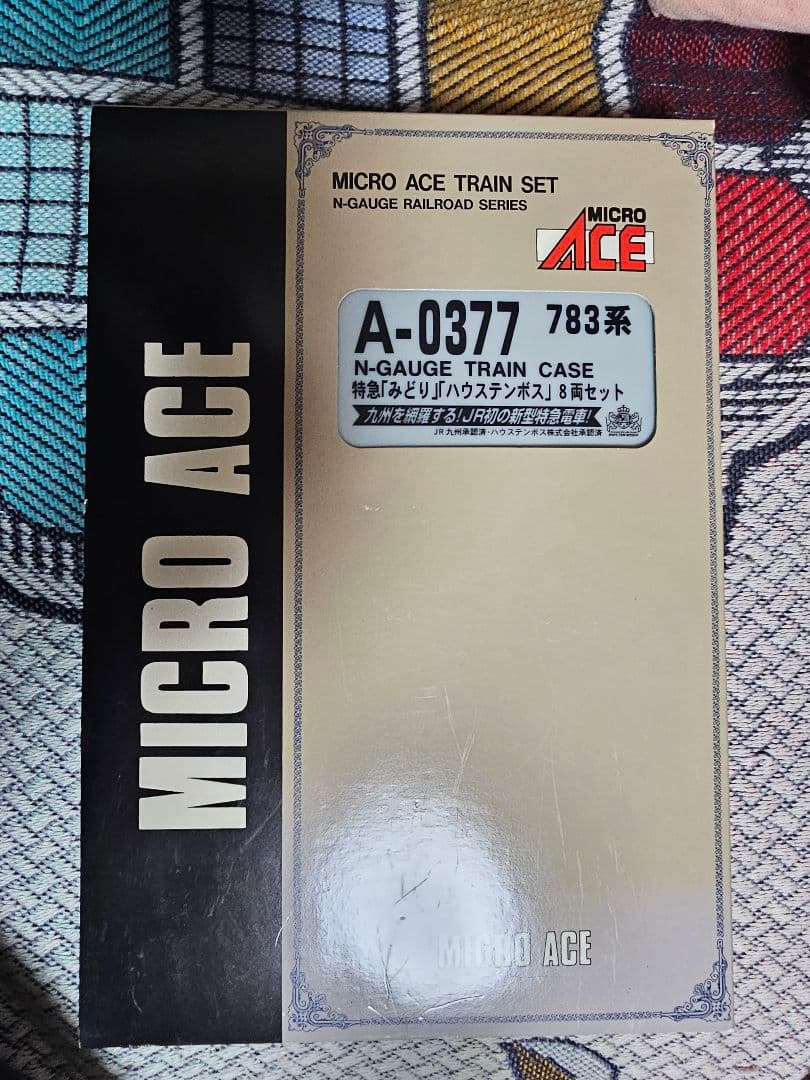 MICRO ACE
MICRO ACE TRAIN SET
N-GAUGE RAILROAD SERIES
MICRO
ACE
A-0377 783系
N-GAUGE TRAIN CASE
特急「みどり」「ハウステンボス」8両セット
九州を網羅する!JR初の新型特急電車!
JR九州承認済・ハウステンボス株式会社承認済
MICRO ACE